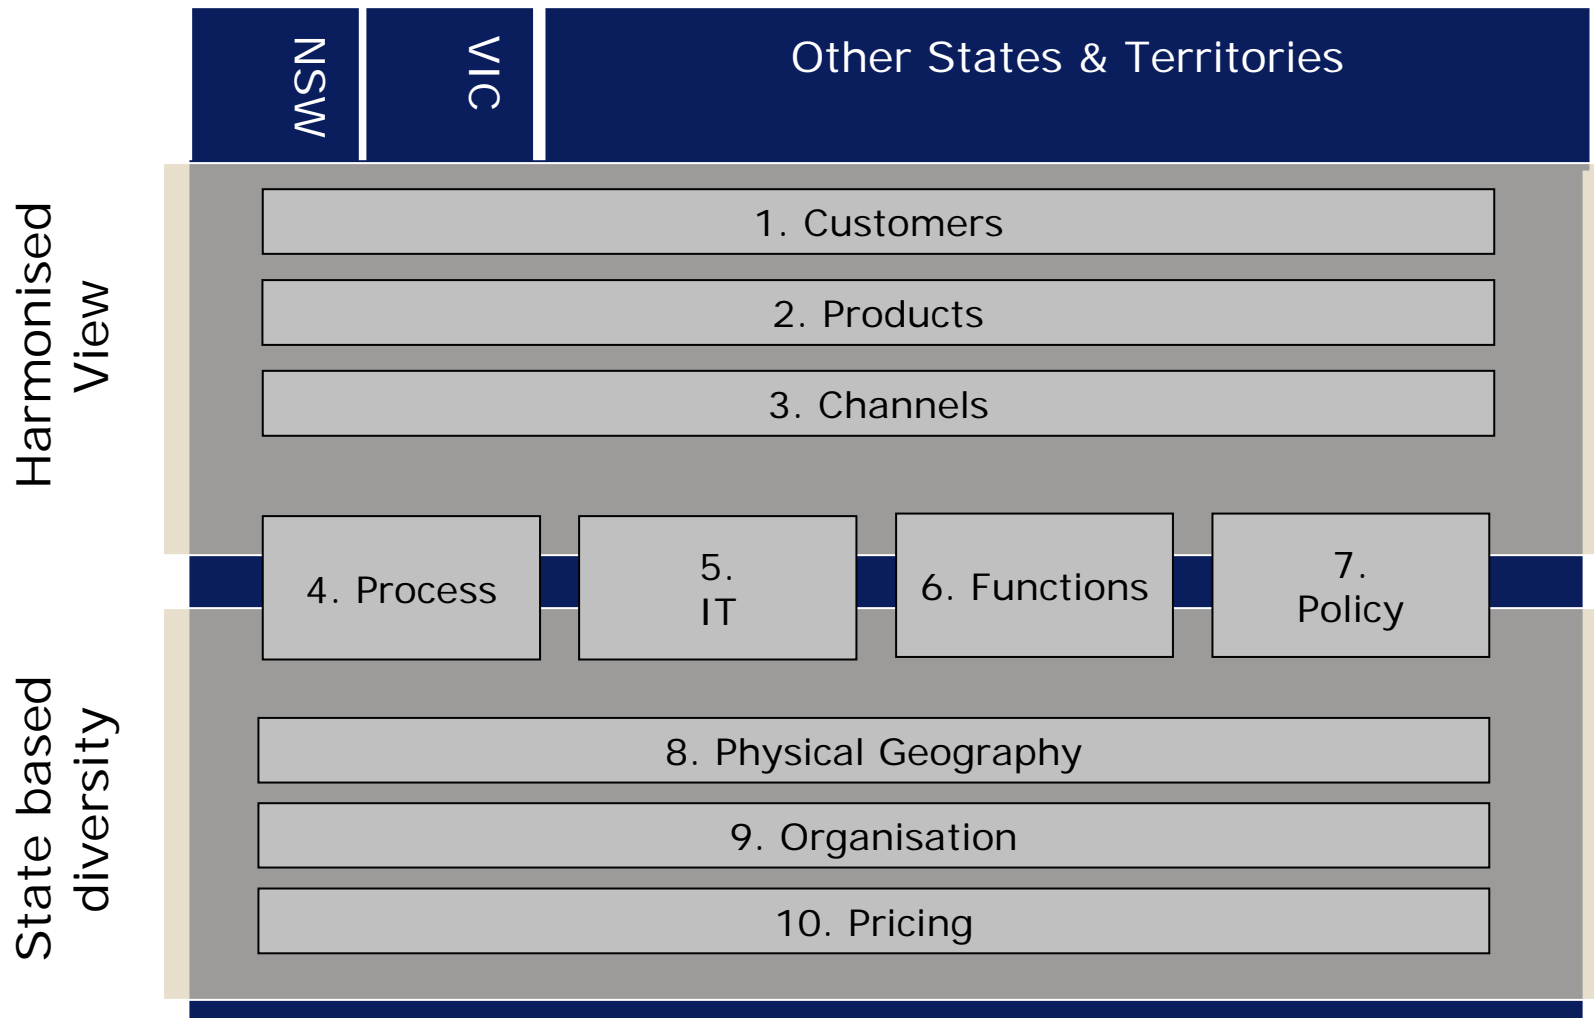 NSW
VIC
Other States & Territories
Harmonised
View
1. Customers
2. Products
3. Channels
4. Process
5.
IT
6. Functions
7.
Policy
State based
diversity
8. Physical Geography
9. Organisation
10. Pricing